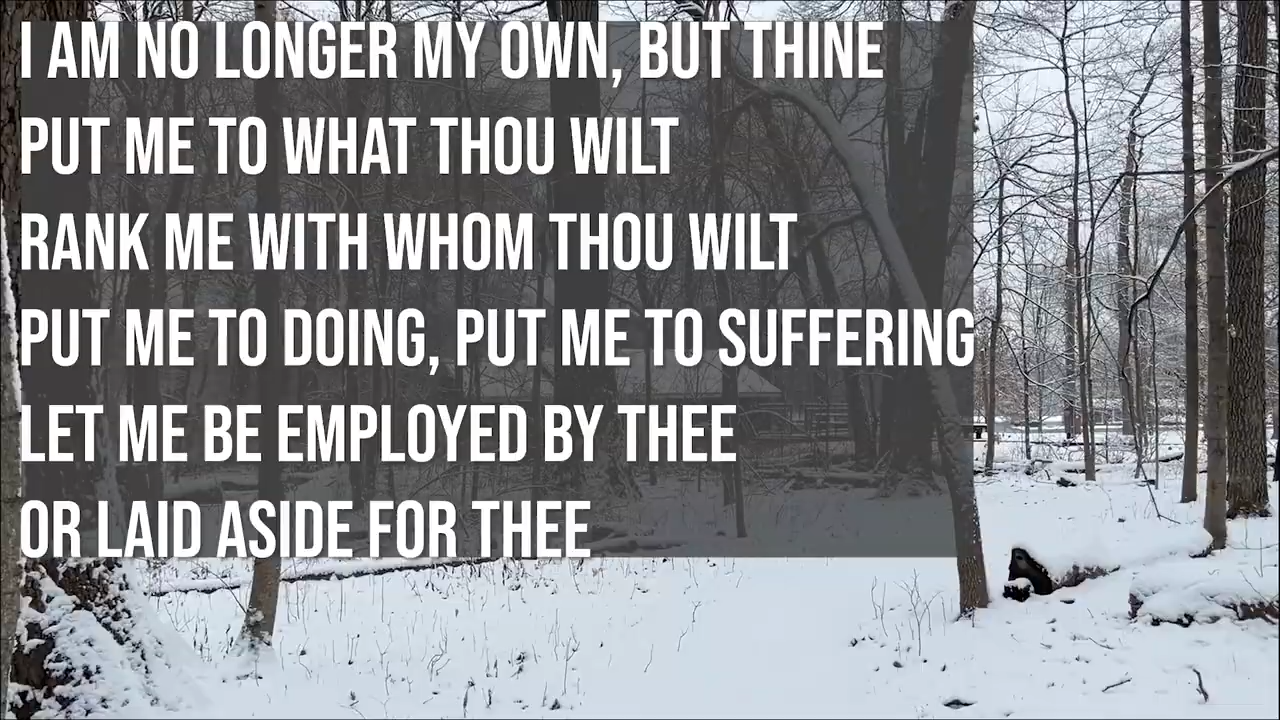 I AM NO LONGER MY OWN, BUT THINE
PUT ME TO WHAT THOU WILT
RANK ME WITH WHOM THOU WILT
PUT ME TO DOING, PUT ME TO SUFFERING
LET ME BE EMPLOYED BY THEE
OR LAID ASIDE FOR THEE